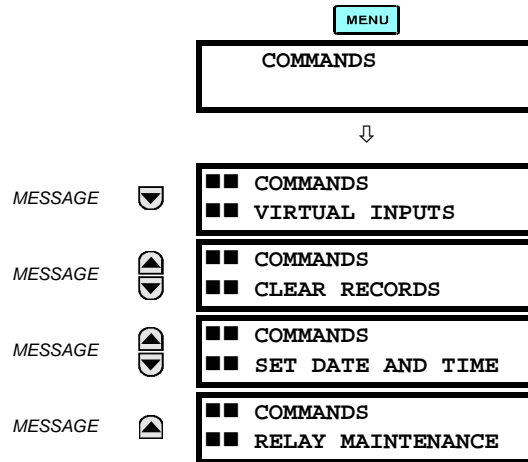 MENU
COMMANDS
⇩
MESSAGE ■■ COMMANDS
■■ VIRTUAL INPUTS
MESSAGE ■■ COMMANDS
■■ CLEAR RECORDS
MESSAGE ■■ COMMANDS
■■ SET DATE AND TIME
MESSAGE ■■ COMMANDS
■■ RELAY MAINTENANCE